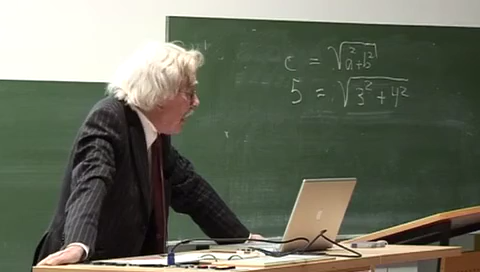 c = √a²+b²
5 = √3² + 4²